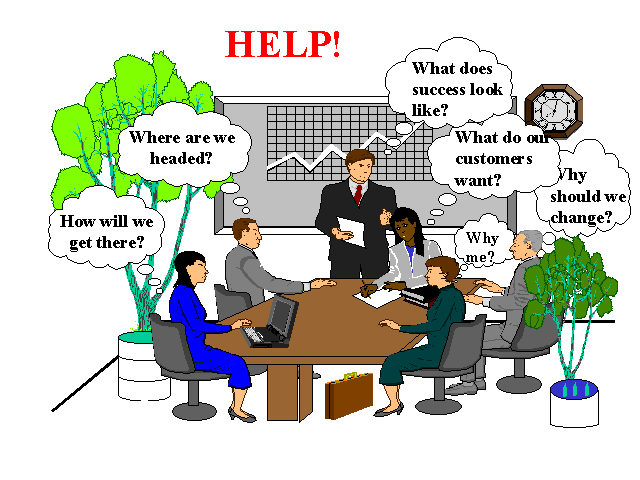 HELP!
What does
success look
like?
Where are we
headed?
What do our
customers
want?
Why
should we
change?
How will we
get there?
Why
me?